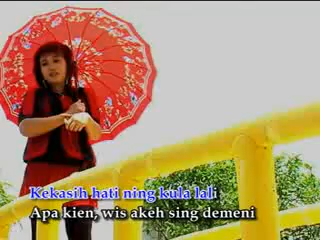 Kekasih hati ning kula lali
Apa kien, wis akeh sing demeni